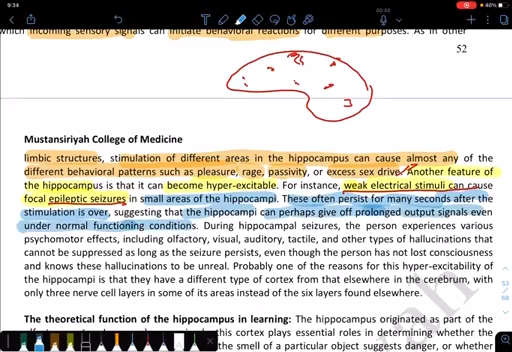 9:34
00:00
40%
which incoming sensory signals can initiate behavioral reactions for different purposes. As in other
52
Mustansiriyah College of Medicine
limbic structures, stimulation of different areas in the hippocampus can cause almost any of
the different behavioral patterns such as pleasure, rage, passivity, or excess sex drive. Another feature
of the hippocampus is that it can become hyper-excitable. For instance, weak electrical stimuli can cause
focal epileptic seizures in small areas of the hippocampi. These often persist for many seconds after the
stimulation is over, suggesting that the hippocampi can perhaps give off prolonged output signals even
under normal functioning conditions. During hippocampal seizures, the person experiences various
psychomotor effects, including olfactory, visual, auditory, tactile, and other types of hallucinations that
cannot be suppressed as long as the seizure persists, even though the person has not lost consciousness
and knows these hallucinations to be unreal. Probably one of the reasons for this hyper-excitability of
the hippocampi is that they have a different type of cortex from that elsewhere in the cerebrum, with
only three nerve cell layers in some of its areas instead of the six layers found elsewhere.
The theoretical function of the hippocampus in learning: The hippocampus originated as part of the
this cortex plays essential roles in determining whether the
the smell of a particular object suggests danger, or whether
53
68